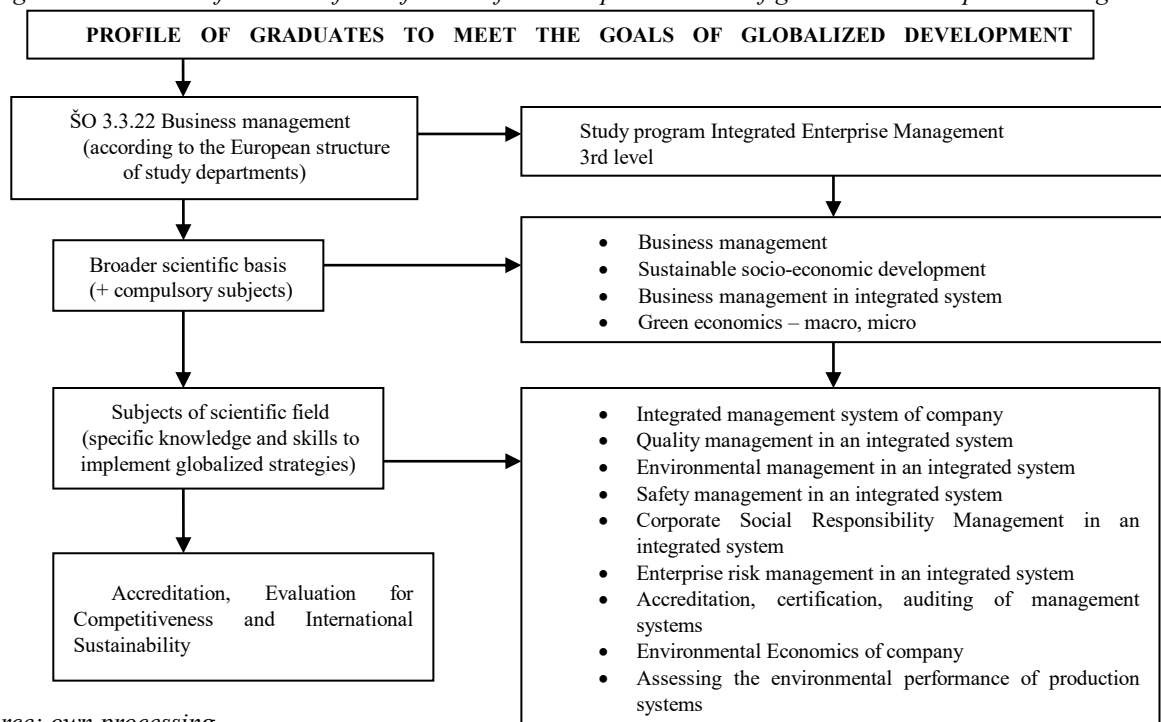 PROFILE OF GRADUATES TO MEET THE GOALS OF GLOBALIZED DEVELOPMENT
ŠO 3.3.22 Business management
(according to the European structure
of study departments)
Study program Integrated Enterprise Management
3rd level
Broader scientific basis
(+ compulsory subjects)
• Business management
• Sustainable socio-economic development
• Business management in integrated system
• Green economics – macro, micro
Subjects of scientific field
(specific knowledge and skills to
implement globalized strategies)
• Integrated management system of company
• Quality management in an integrated system
• Environmental management in an integrated system
• Safety management in an integrated system
• Corporate Social Responsibility Management in an
integrated system
• Enterprise risk management in an integrated system
• Accreditation, certification, auditing of management
systems
• Environmental Economics of company
• Assessing the environmental performance of production
systems
Accreditation, Evaluation for
Competitiveness and International
Sustainability
own processing